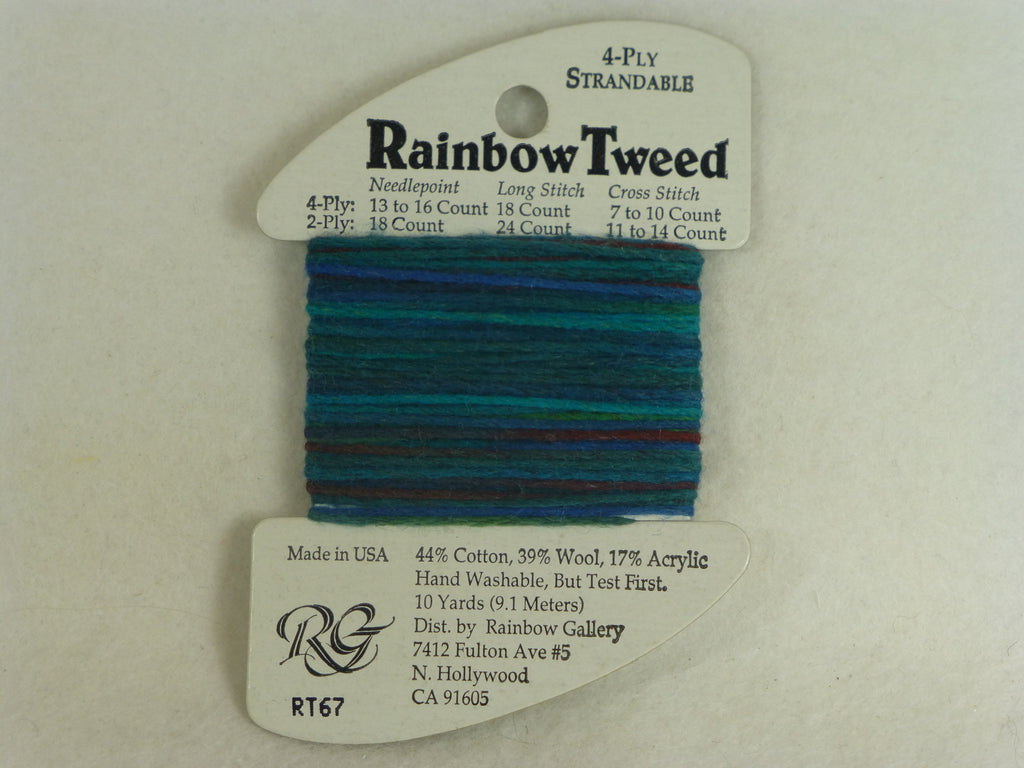 4-PLY
STRANDABLE
Rainbow Tweed
Needlepoint Long Stitch Cross Stitch
4-Ply: 13 to 16 Count 18 Count 7 to 10 Count
2-Ply: 18 Count 24 Count 11 to 14 Count
Made in USA
44% Cotton, 39% Wool, 17% Acrylic
Hand Washable, But Test First.
10 Yards (9.1 Meters)
Dist. by Rainbow Gallery
7412 Fulton Ave #5
N. Hollywood
CA 91605
RG
RT67